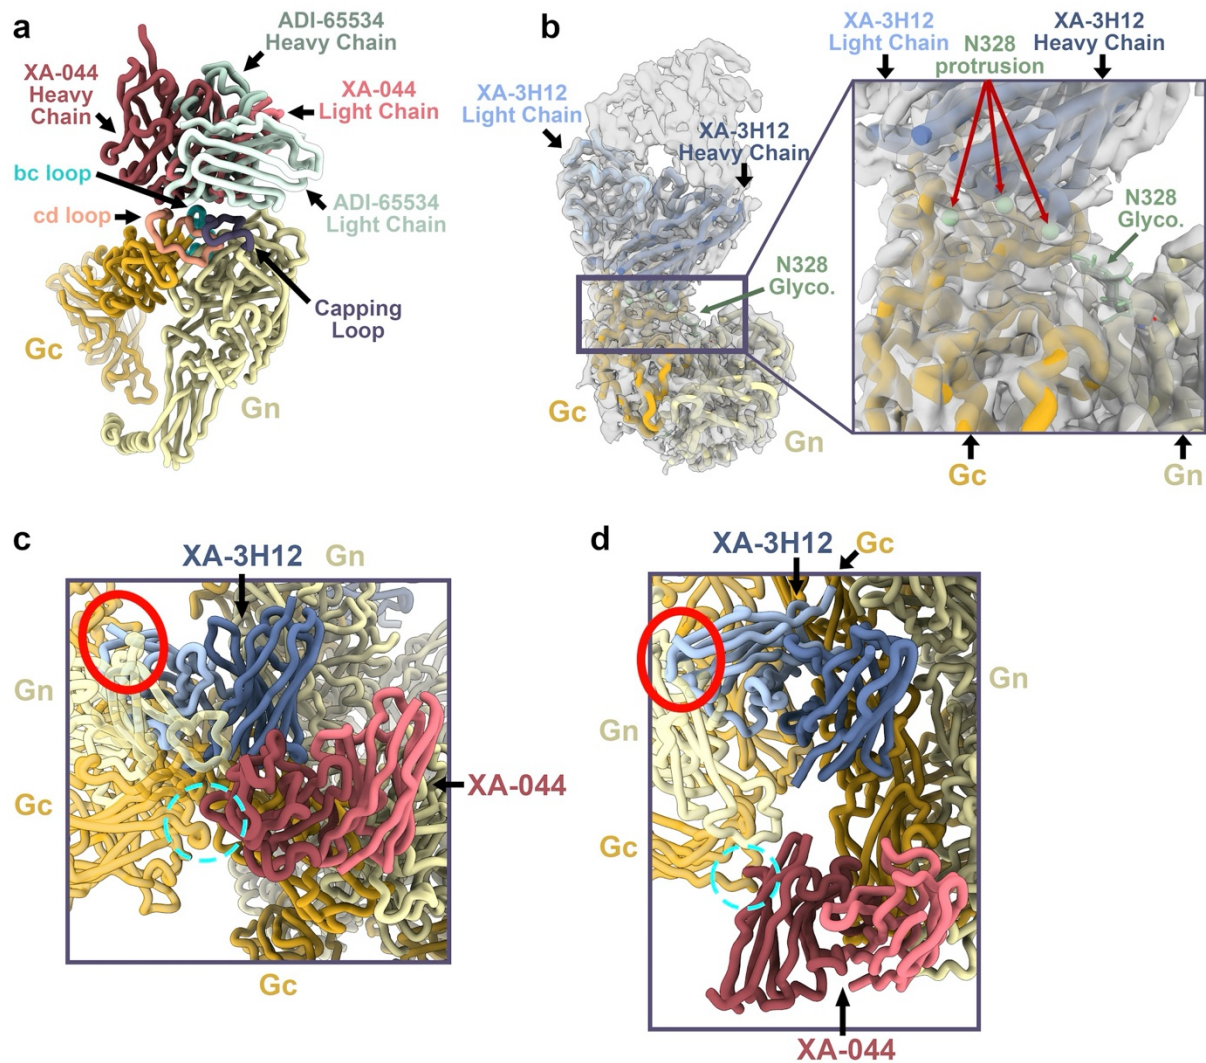 a
ADI-65534
Heavy Chain
XA-044
Heavy
Chain
XA-044
Light Chain
bc loop
cd loop
ADI-65534
Light Chain
Capping
Loop
Gc
Gn
b
XA-3H12
Light Chain
XA-3H12
Heavy Chain
N328
Glyco.
Gc
Gn
XA-3H12
Light Chain
N328
protrusion
XA-3H12
Heavy Chain
N328
Glyco.
Gc
Gn
c
XA-3H12
Gn
Gn
Gc
XA-044
Gc
d
XA-3H12
Gc
Gn
Gn
Gc
XA-044